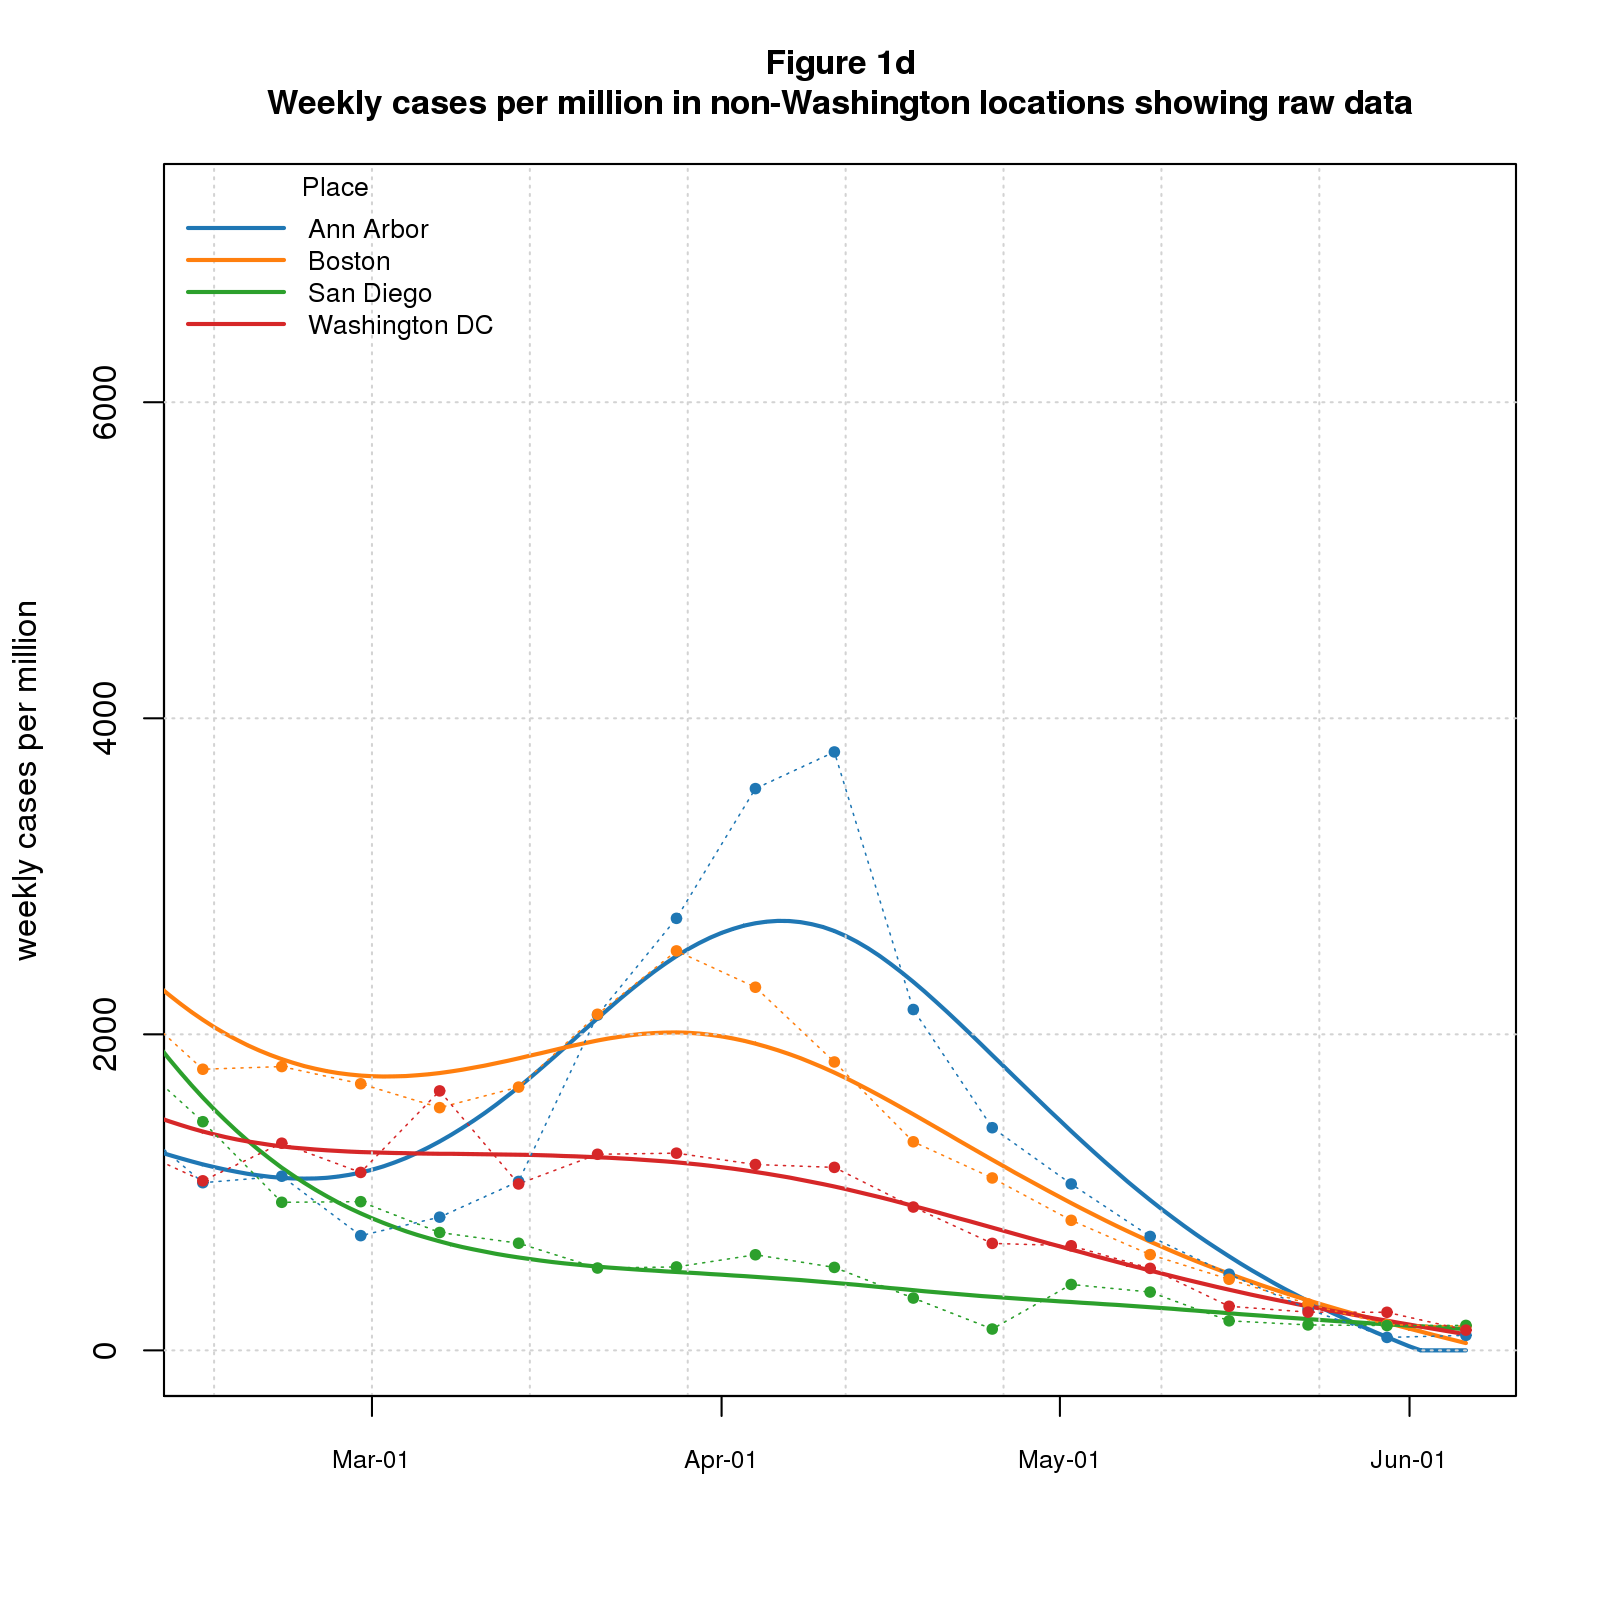 Figure 1d
Weekly cases per million in non-Washington locations showing raw data
Place
Ann Arbor
Boston
San Diego
Washington DC
6000
4000
2000
0
weekly cases per million
Mar-01 Apr-01 May-01 Jun-01